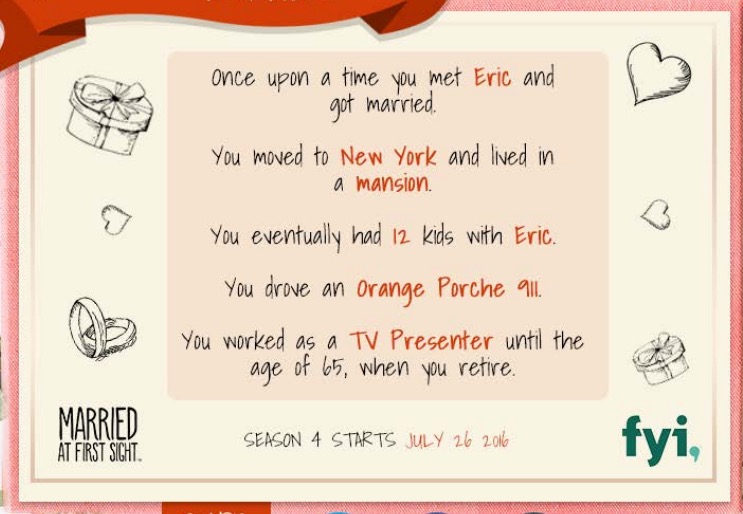 Once upon a time you met Eric and
got married.
You moved to New York and lived in
a mansion.
You eventually had 12 kids with Eric.
You drove an Orange Porche 911.
You worked as a TV Presenter until the
age of 65, when you retire.
MARRIED
AT FIRST SIGHT
SEASON 4 STARTS JULY 26 2016
fyi,